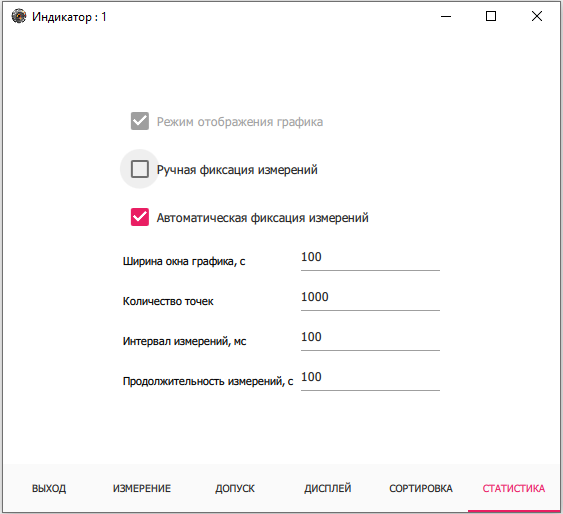 Индикатор : 1
Режим отображения графика
Ручная фиксация измерений
Автоматическая фиксация измерений
Ширина окна графика, с 100
Количество точек 1000
Интервал измерений, мс 100
Продолжительность измерений, с 100
ВЫХОД ИЗМЕРЕНИЕ ДОПУСК ДИСПЛЕЙ СОРТИРОВКА СТАТИСТИКА